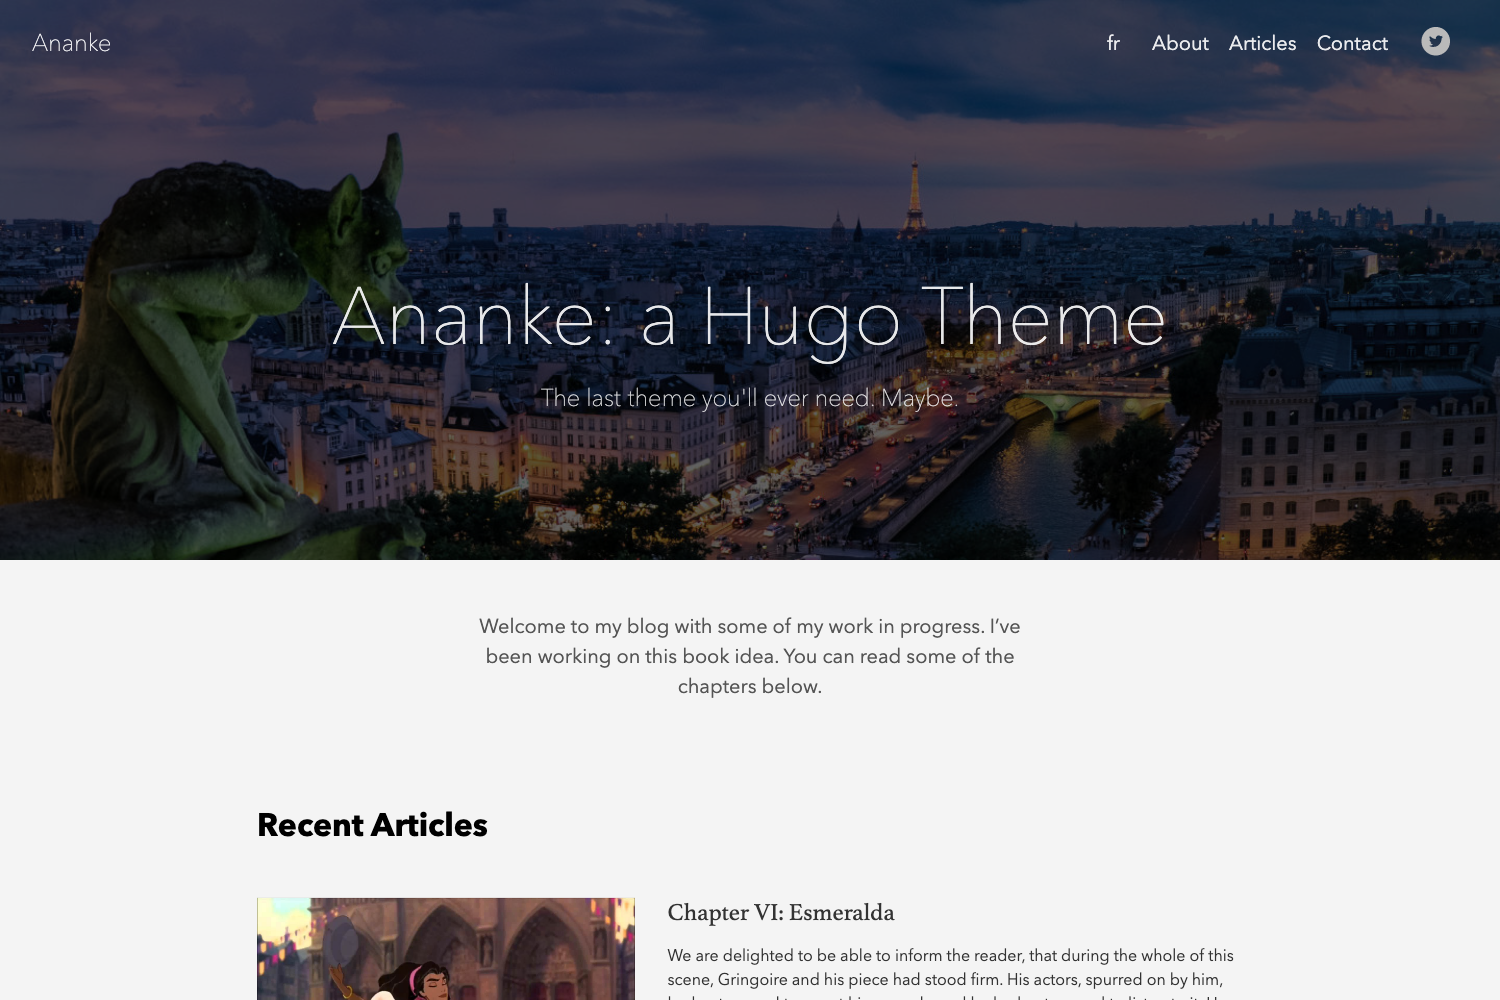 Ananke
fr About Articles Contact
Ananke: a Hugo Theme
The last theme you'll ever need. Maybe.
Welcome to my blog with some of my work in progress. I’ve
been working on this book idea. You can read some of the
chapters below.
Recent Articles
Chapter VI: Esmeralda
We are delighted to be able to inform the reader, that during the whole of this
scene, Gringoire and his piece had stood firm. His actors, spurred on by him,